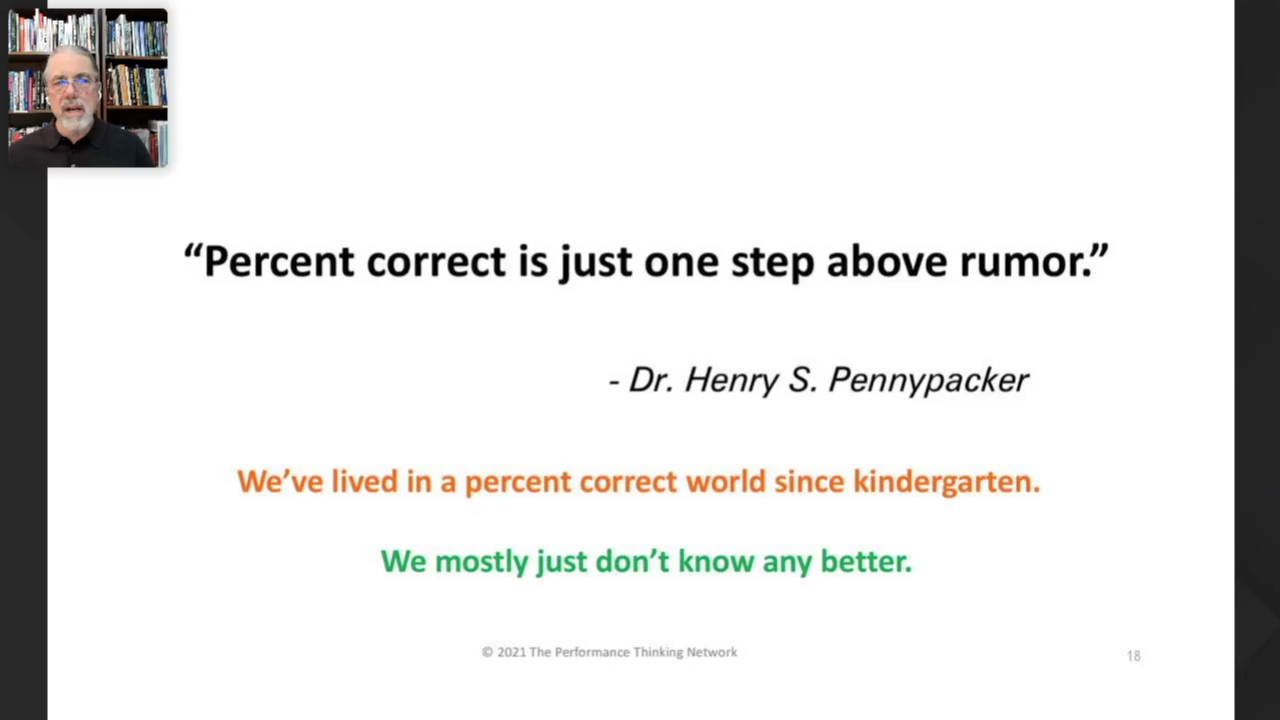 “Percent correct is just one step above rumor.”
- Dr. Henry S. Pennypacker
We’ve lived in a percent correct world since kindergarten.
We mostly just don’t know any better.
© 2021 The Performance Thinking Network
18